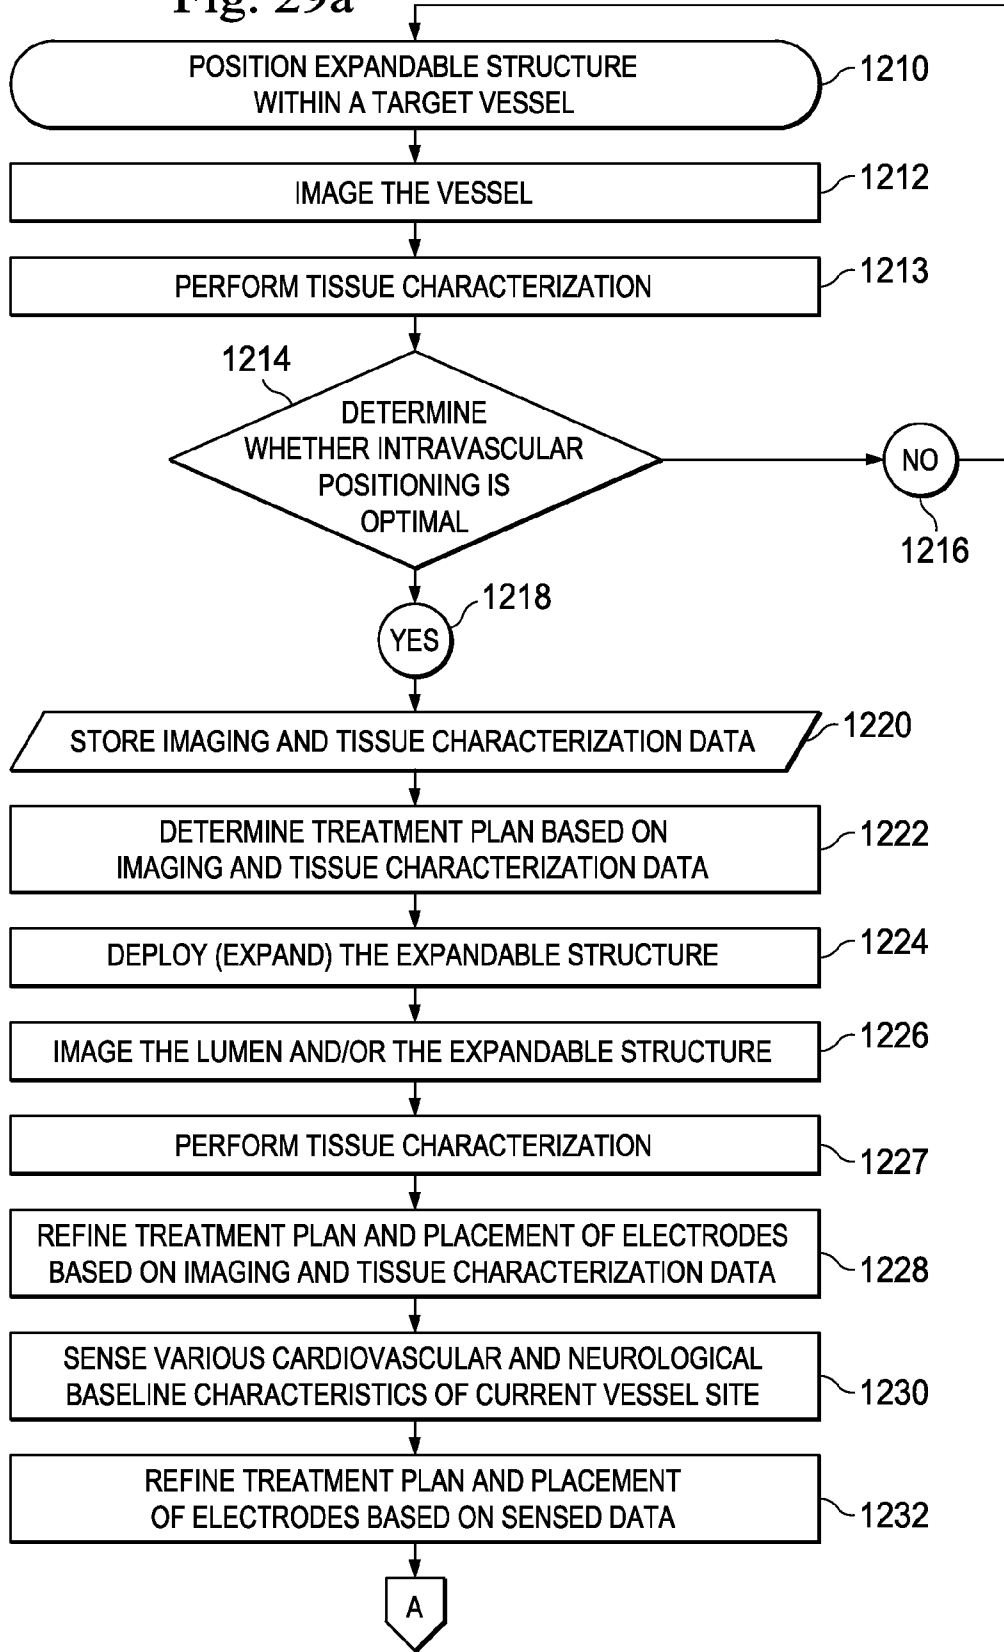 Fig. 29a
POSITION EXPANDABLE STRUCTURE
WITHIN A TARGET VESSEL
1210
IMAGE THE VESSEL
1212
PERFORM TISSUE CHARACTERIZATION
1213
1214
DETERMINE
WHETHER INTRAVASCULAR
POSITIONING IS
OPTIMAL
NO
1216
1218
YES
STORE IMAGING AND TISSUE CHARACTERIZATION DATA
1220
DETERMINE TREATMENT PLAN BASED ON
IMAGING AND TISSUE CHARACTERIZATION DATA
1222
DEPLOY (EXPAND) THE EXPANDABLE STRUCTURE
1224
IMAGE THE LUMEN AND/OR THE EXPANDABLE STRUCTURE
1226
PERFORM TISSUE CHARACTERIZATION
1227
REFINE TREATMENT PLAN AND PLACEMENT OF ELECTRODES
BASED ON IMAGING AND TISSUE CHARACTERIZATION DATA
1228
SENSE VARIOUS CARDIOVASCULAR AND NEUROLOGICAL
BASELINE CHARACTERISTICS OF CURRENT VESSEL SITE
1230
REFINE TREATMENT PLAN AND PLACEMENT
OF ELECTRODES BASED ON SENSED DATA
1232
A